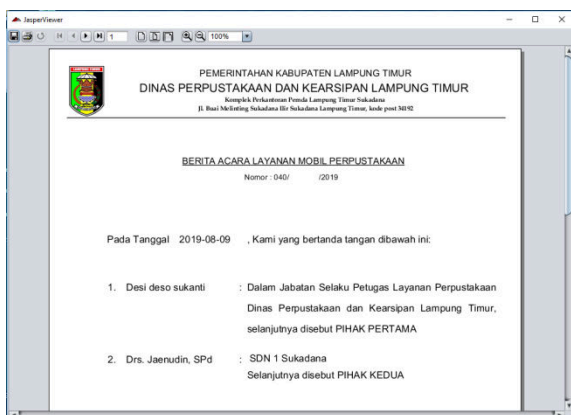 JasperViewer
1
100%
PEMERINTAHAN KABUPATEN LAMPUNG TIMUR
DINAS PERPUSTAKAAN DAN KEARSIPAN LAMPUNG TIMUR
Komplek Perkantoran Pemda Lampung Timur Sukadana
Jl. Buai Melinting Sukadana Ilir Sukadana Lampung Timur, kode post 34192
BERITA ACARA LAYANAN MOBIL PERPUSTAKAAN
Nomor : 040/ /2019
Pada Tanggal 2019-08-09 , Kami yang bertanda tangan dibawah ini:
1. Desi deso sukanti : Dalam Jabatan Selaku Petugas Layanan Perpustakaan
Dinas Perpustakaan dan Kearsipan Lampung Timur,
selanjutnya disebut PIHAK PERTAMA
2. Drs. Jaenudin, SPd : SDN 1 Sukadana
Selanjutnya disebut PIHAK KEDUA